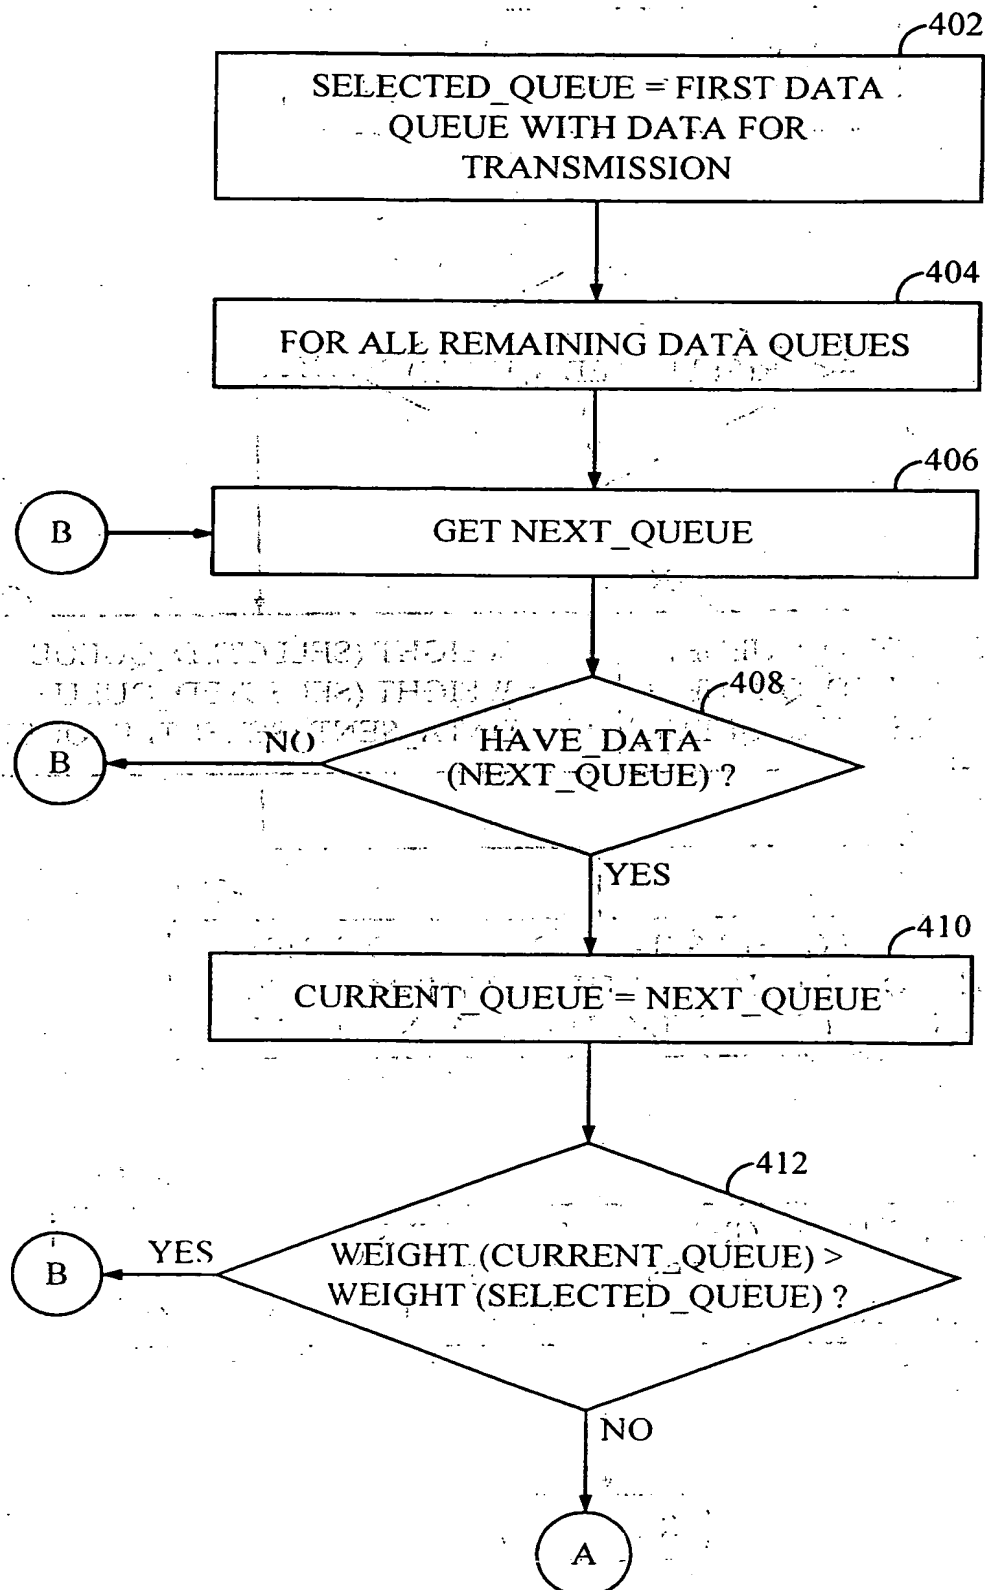 402
SELECTED_QUEUE = FIRST DATA
QUEUE WITH DATA FOR
TRANSMISSION
404
FOR ALL REMAINING DATA QUEUES
406
B
GET NEXT_QUEUE
408
HAVE_DATA
(NEXT_QUEUE) ?
NO
B
YES
410
CURRENT_QUEUE = NEXT_QUEUE
412
WEIGHT (CURRENT_QUEUE) >
WEIGHT (SELECTED_QUEUE) ?
YES
B
NO
A